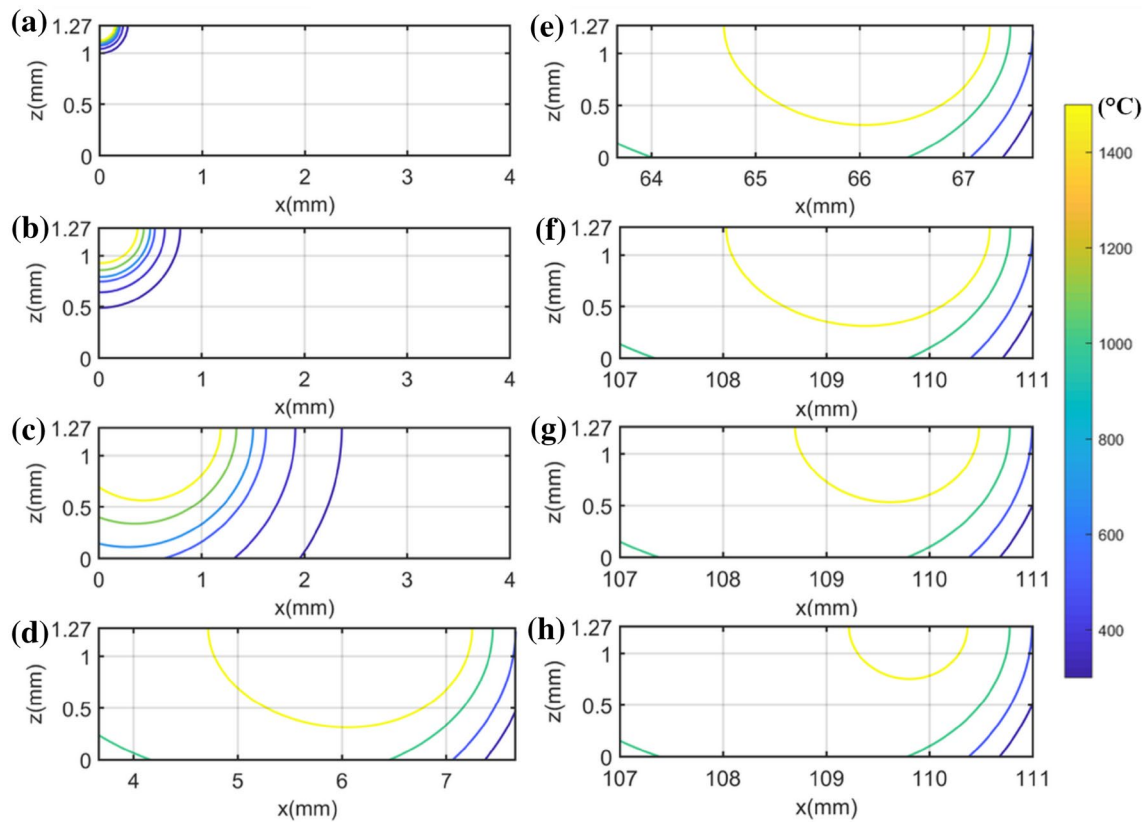 (a)
1.27
1
0.5
0
z(mm)
0 1 2 3 4
x(mm)
(b)
1.27
1
0.5
0
z(mm)
0 1 2 3 4
x(mm)
(c)
1.27
1
0.5
0
z(mm)
0 1 2 3 4
x(mm)
(d)
1.27
1
0.5
0
z(mm)
4 5 6 7
x(mm)
(e)
1.27
1
0.5
0
z(mm)
64 65 66 67
x(mm)
(f)
1.27
1
0.5
0
z(mm)
107 108 109 110 111
x(mm)
(g)
1.27
1
0.5
0
z(mm)
107 108 109 110 111
x(mm)
(h)
1.27
1
0.5
0
z(mm)
107 108 109 110 111
x(mm)
(°C)
1400
1200
1000
800
600
400